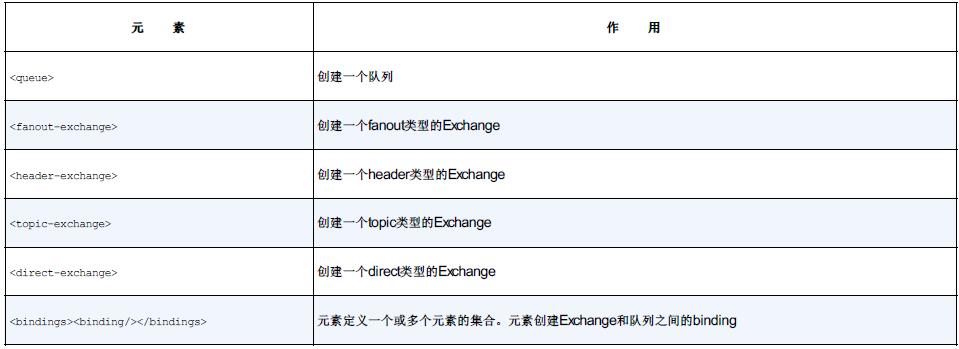 元 素 作 用
<queue> 创建一个队列
<fanout-exchange> 创建一个fanout类型的Exchange
<header-exchange> 创建一个header类型的Exchange
<topic-exchange> 创建一个topic类型的Exchange
<direct-exchange> 创建一个direct类型的Exchange
<bindings><binding/></bindings> 元素定义一个或多个元素的集合。元素创建Exchange和队列之间的binding